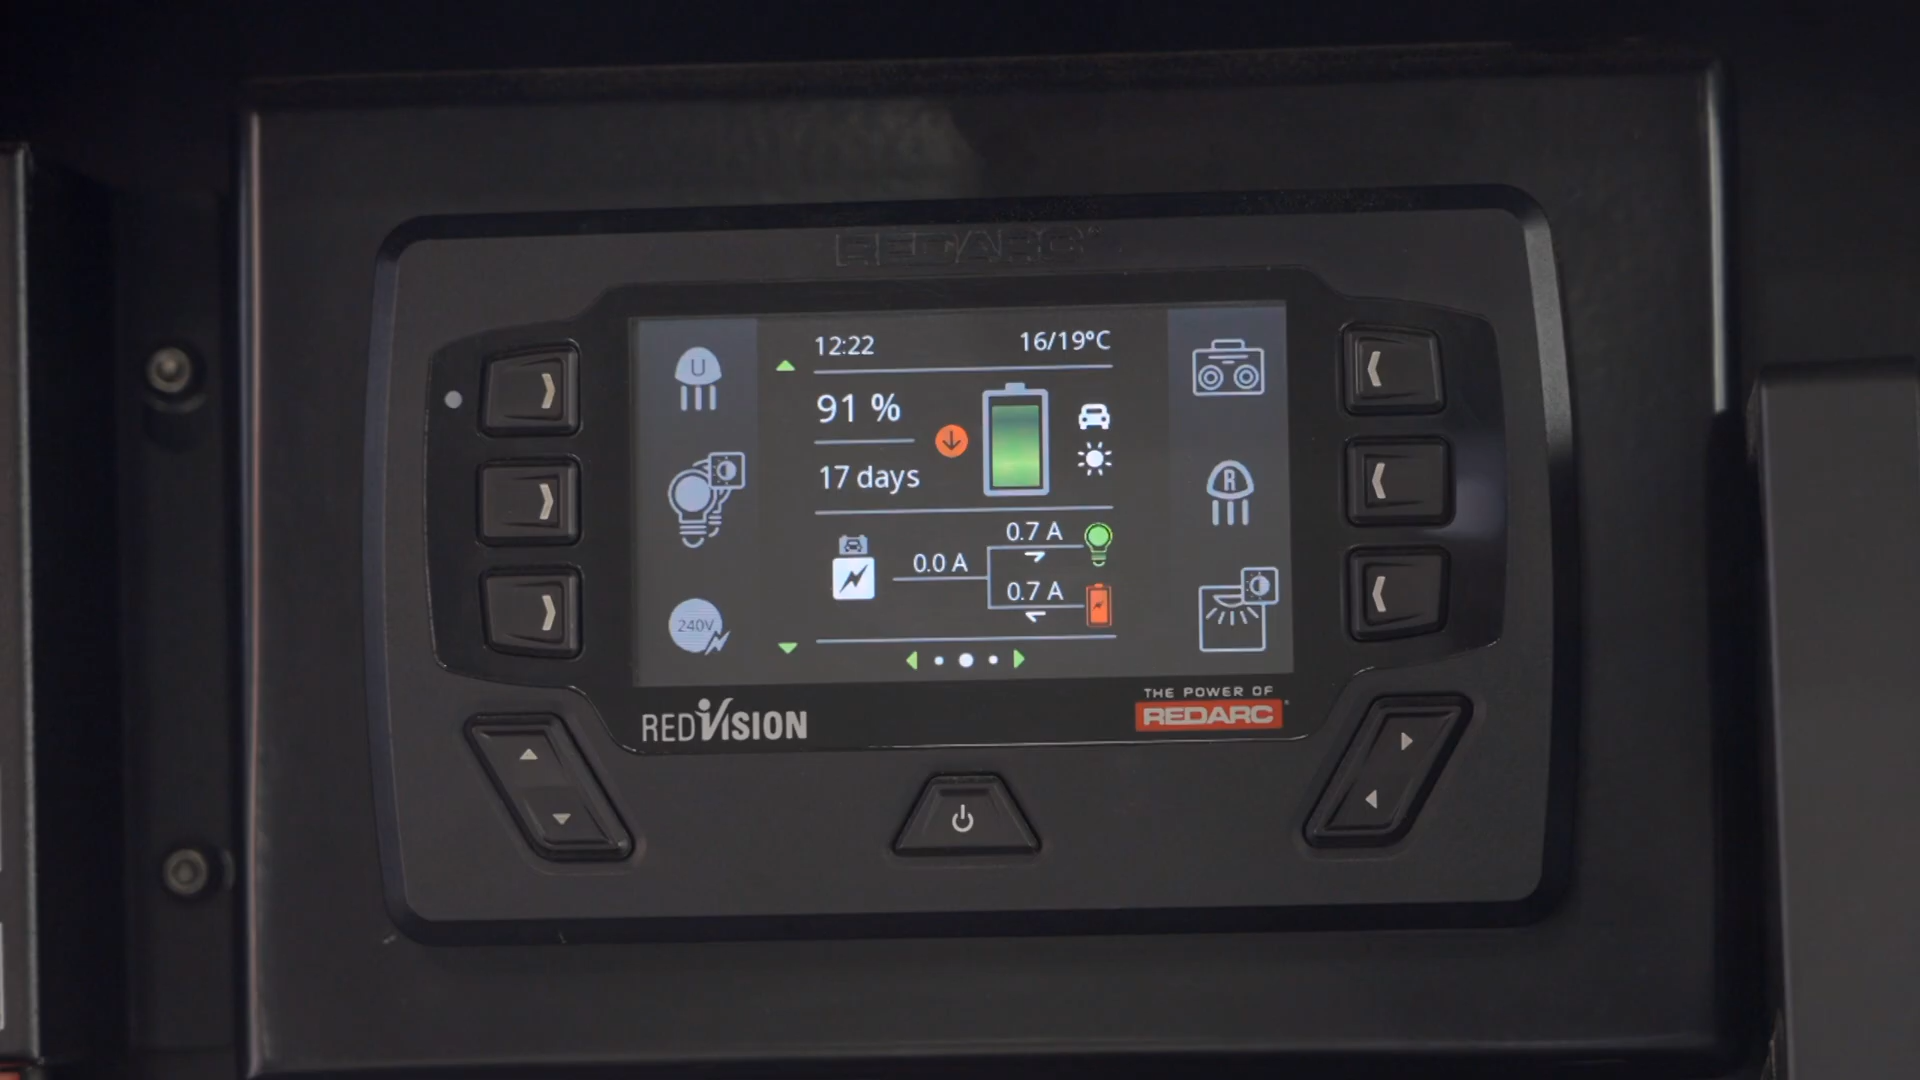 REDARC
12:22 16/19°C
U
91 %
17 days
R
0.7 A
0.0 A
0.7 A
240V
REDVISION
THE POWER OF
REDARC